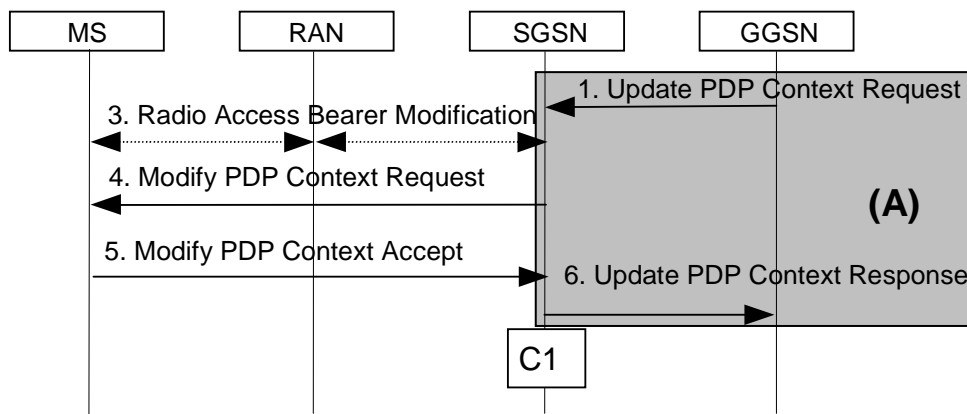 MS
RAN
SGSN
GGSN
1. Update PDP Context Request
3. Radio Access Bearer Modification
4. Modify PDP Context Request
(A)
5. Modify PDP Context Accept
6. Update PDP Context Response
C1